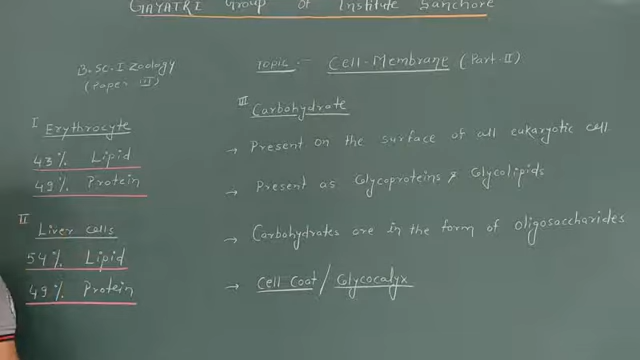 GAYATRI Group of Institute Sanchore
B.SC-I Zoology
(Paper III)
Topic :- Cell-Membrane (Part-II)
I Erythrocyte
43% Lipid
49% Protein
II Liver cells
54% Lipid
49% Protein
III Carbohydrate
→ Present on the surface of all eukaryotic cell
→ Present as Glycoproteins & Glycolipids
→ Carbohydrates are in the form of oligosaccharides
→ Cell Coat / Glycocalyx